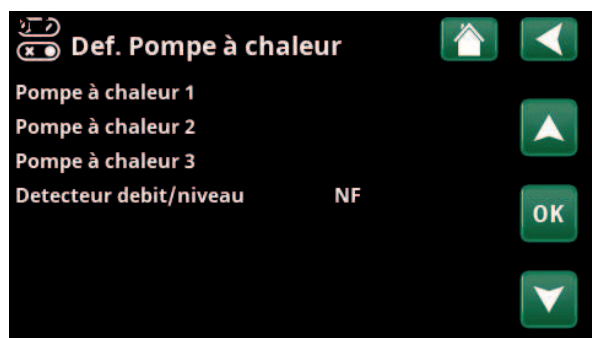 Def. Pompe à chaleur
Pompe à chaleur 1
Pompe à chaleur 2
Pompe à chaleur 3
Detecteur debit/niveau NF
OK